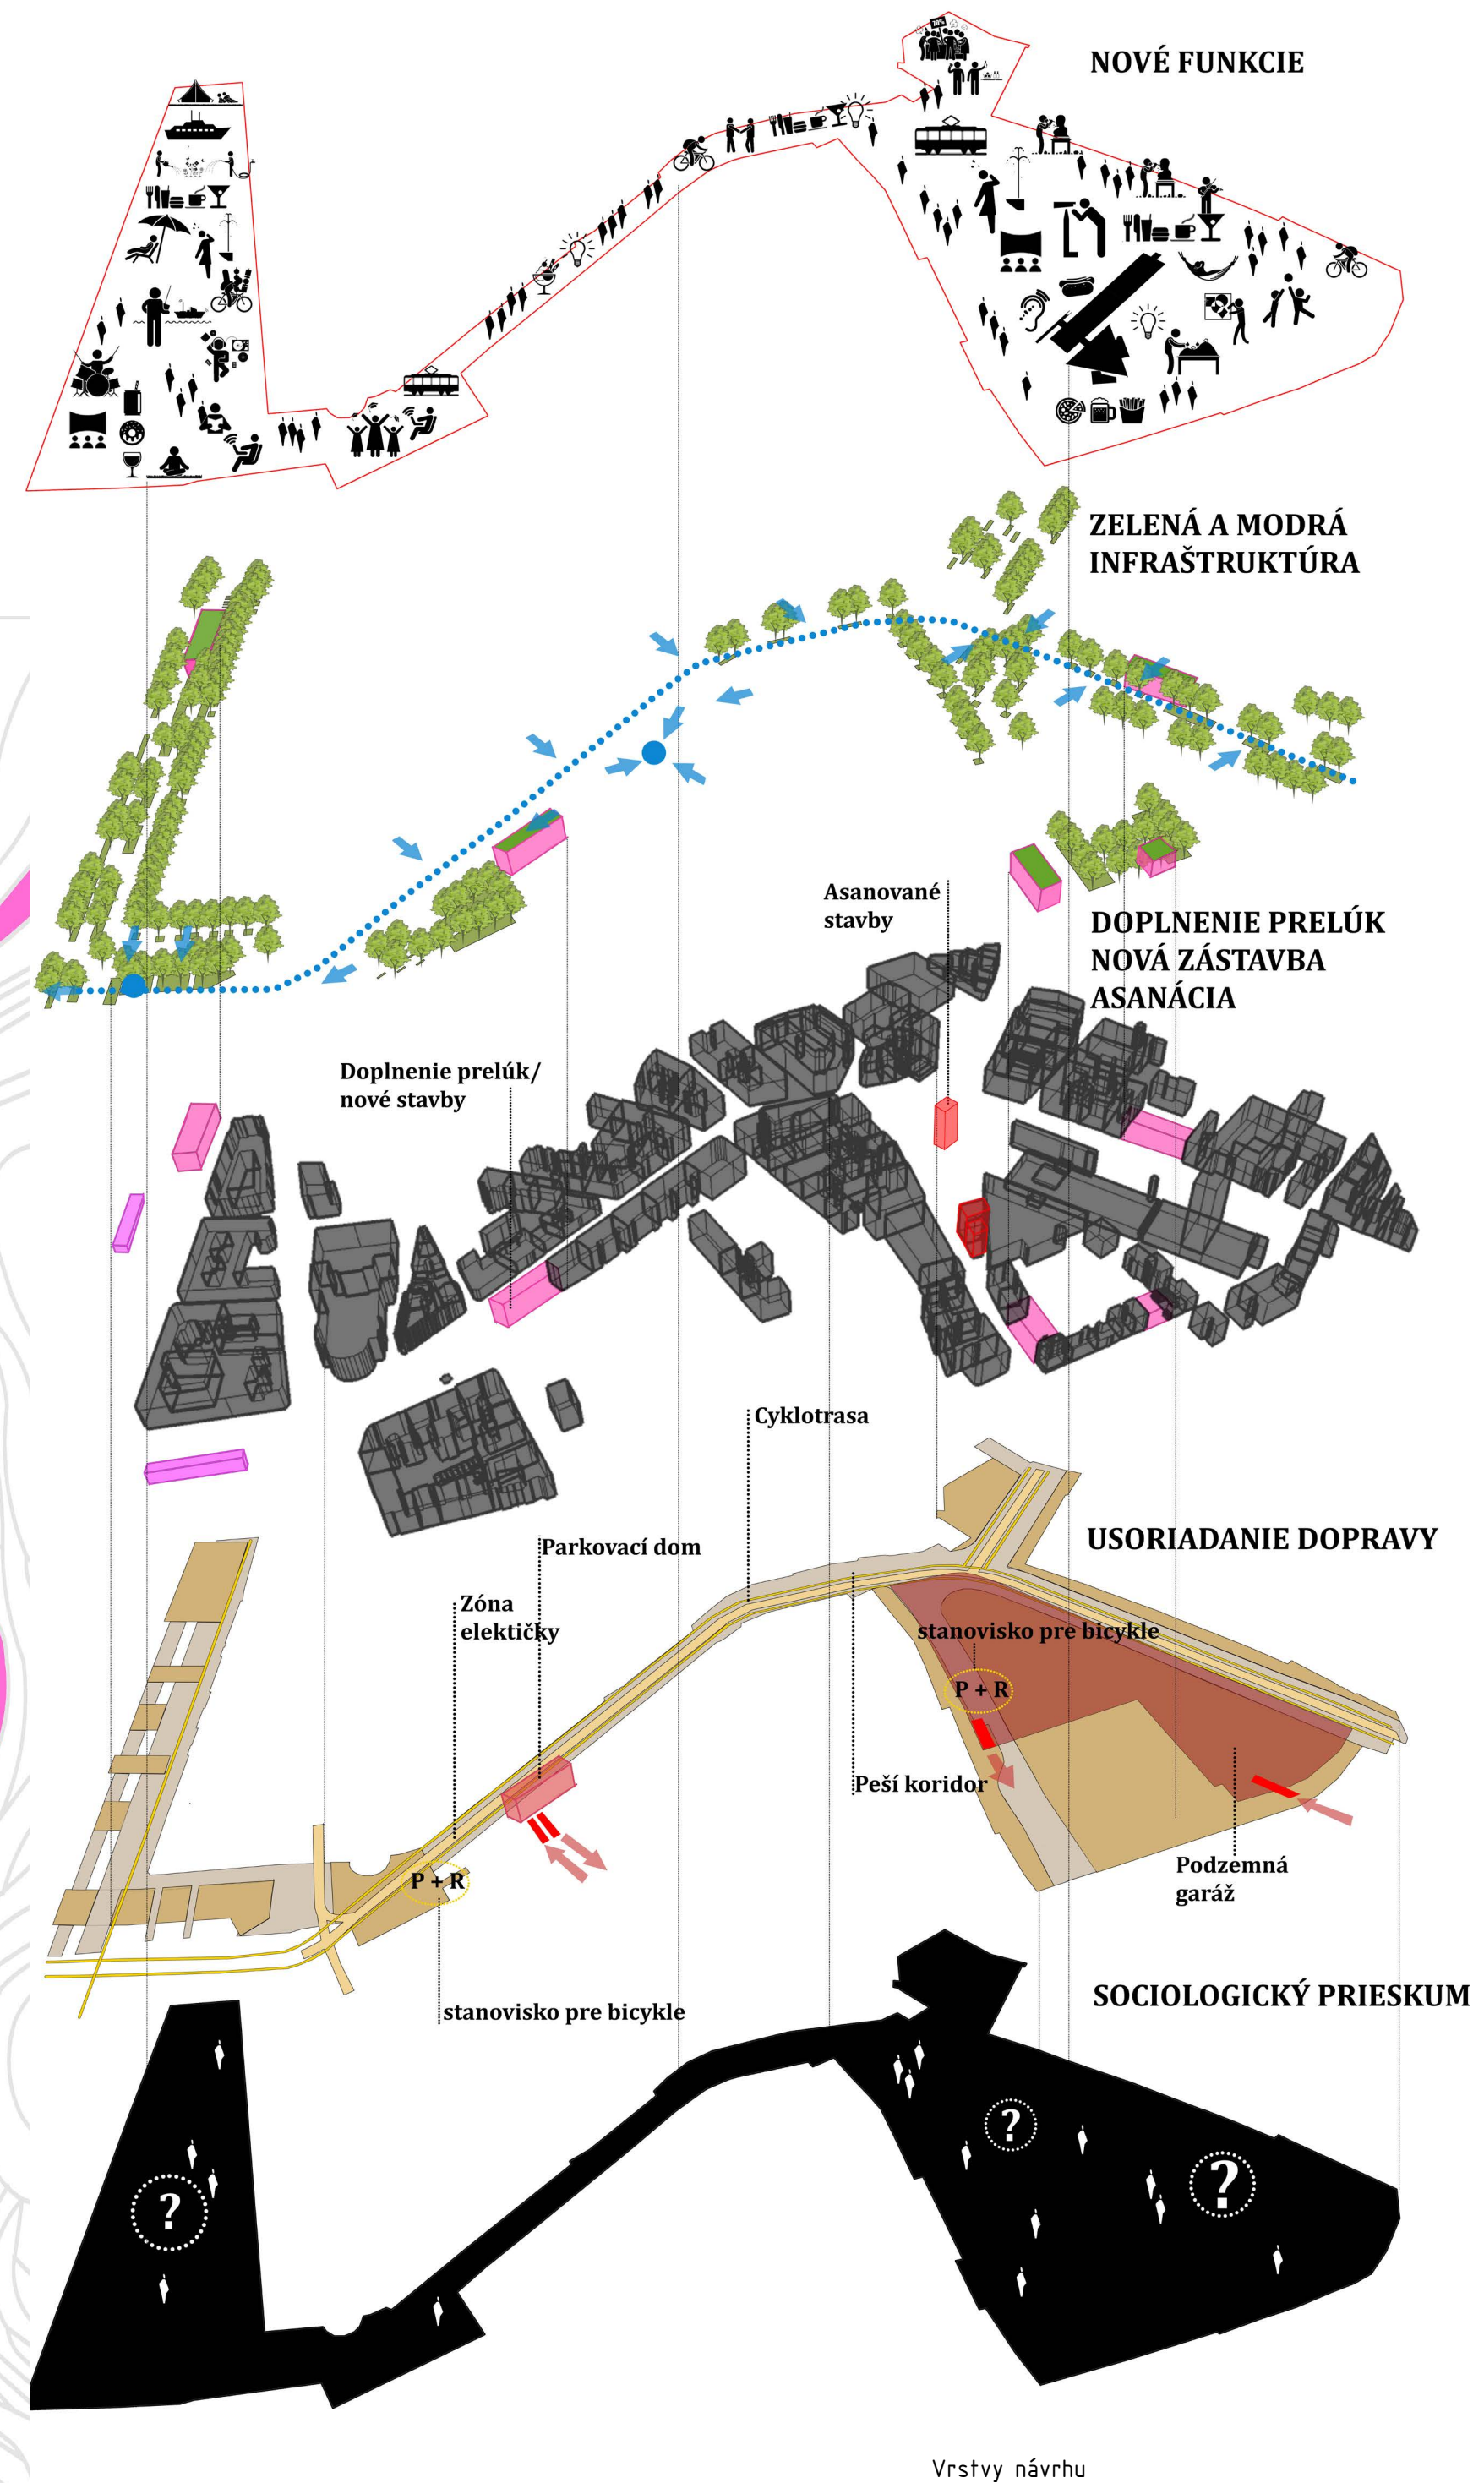 NOVÉ FUNKCIE
ZELENÁ A MODRÁ
INFRAŠTRUKTÚRA
Asanované
stavby
DOPLNENIE PRELÚK
NOVÁ ZÁSTAVBA
ASANÁCIA
Doplnenie prelúk/
nové stavby
Cyklotrasa
USORIADANIE DOPRAVY
Parkovací dom
Zóna
elektičky
stanovisko pre bicykle
P + R
Peší koridor
Podzemná
garáž
P + R
SOCIOLOGICKÝ PRIESKUM
stanovisko pre bicykle
?
?
?
Vrstvy návrhu